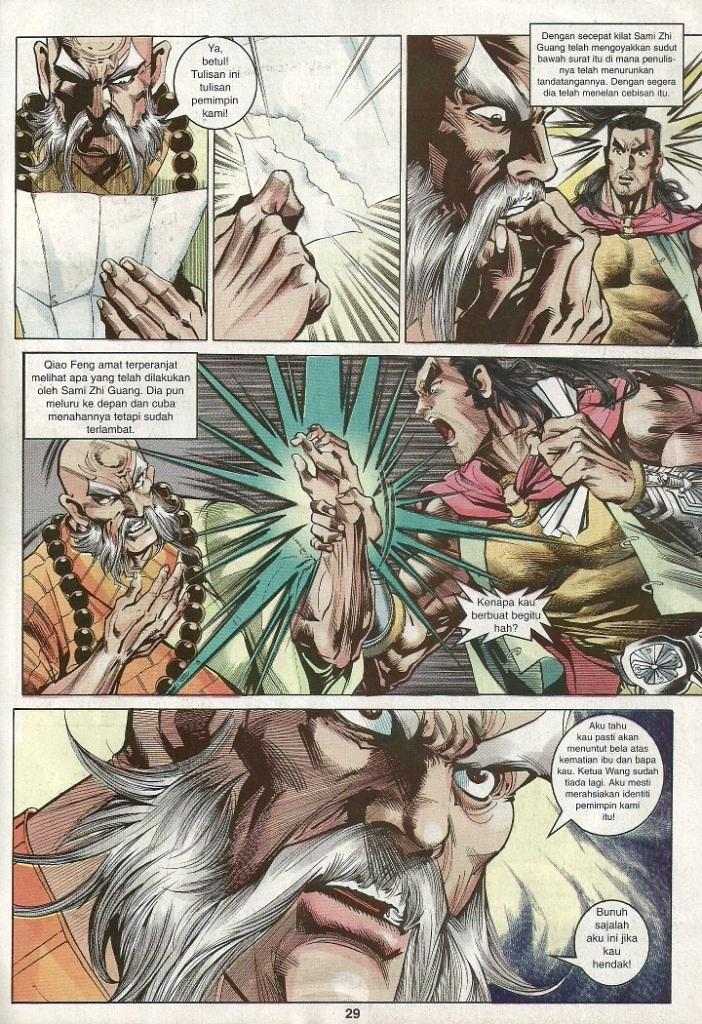 Ya,
betul!
Tulisan ini
tulisan
pemimpin
kami!
Dengan secepat kilat Sami Zhi
Guang telah mengoyakkan sudut
bawah surat itu di mana penulis-
nya telah menurunkan
tandatangannya. Dengan segera
dia telah menelan cebisan itu.
Qiao Feng amat terperanjat
melihat apa yang telah dilakukan
oleh Sami Zhi Guang. Dia pun
meluru ke depan dan cuba
menahannya tetapi sudah
terlambat.
Kenapa kau
berbuat begitu
hah?
Aku tahu
kau pasti akan
menuntut bela atas
kematian ibu dan bapa
kau. Ketua Wang sudah
tiada lagi. Aku mesti
merahsiakan identiti
pemimpin kami
itu!
Bunuh
sajalah
aku ini jika
kau
hendak!
29